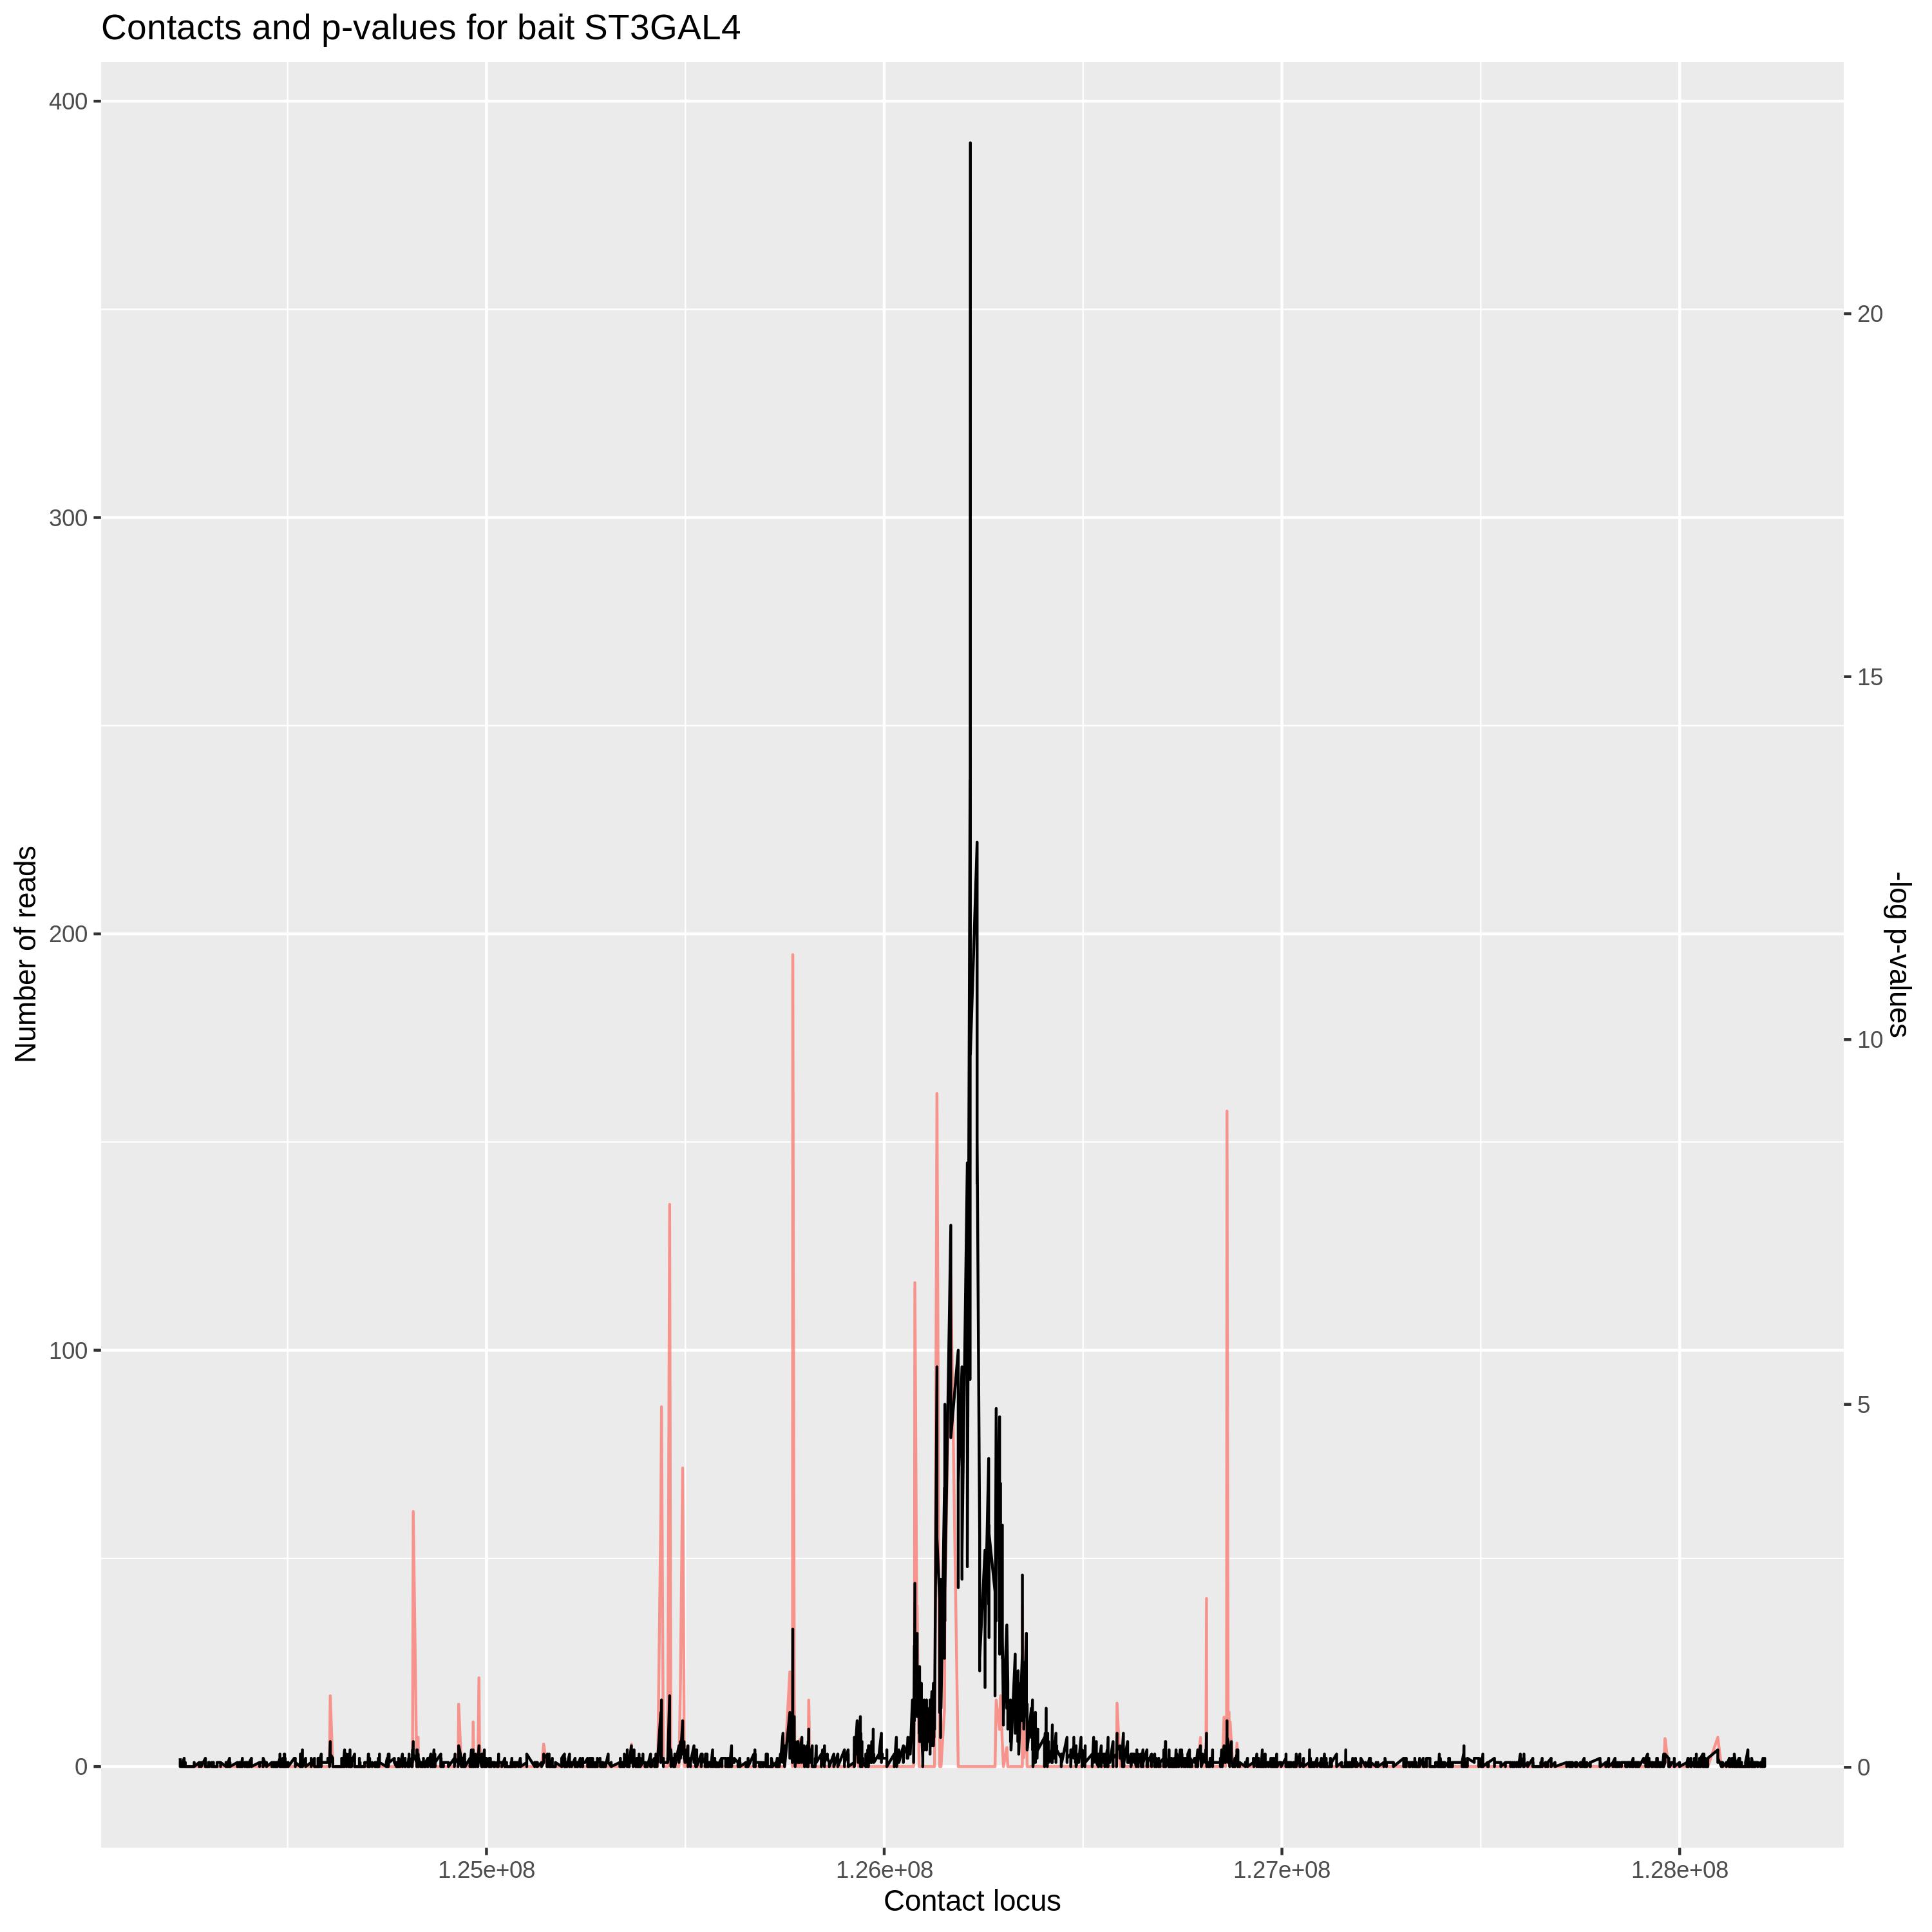 Contacts and p-values for bait ST3GAL4
400
300
200
100
0
Number of reads
20
15
10
5
0
-log p-values
1.25e+08 1.26e+08 1.27e+08 1.28e+08
Contact locus